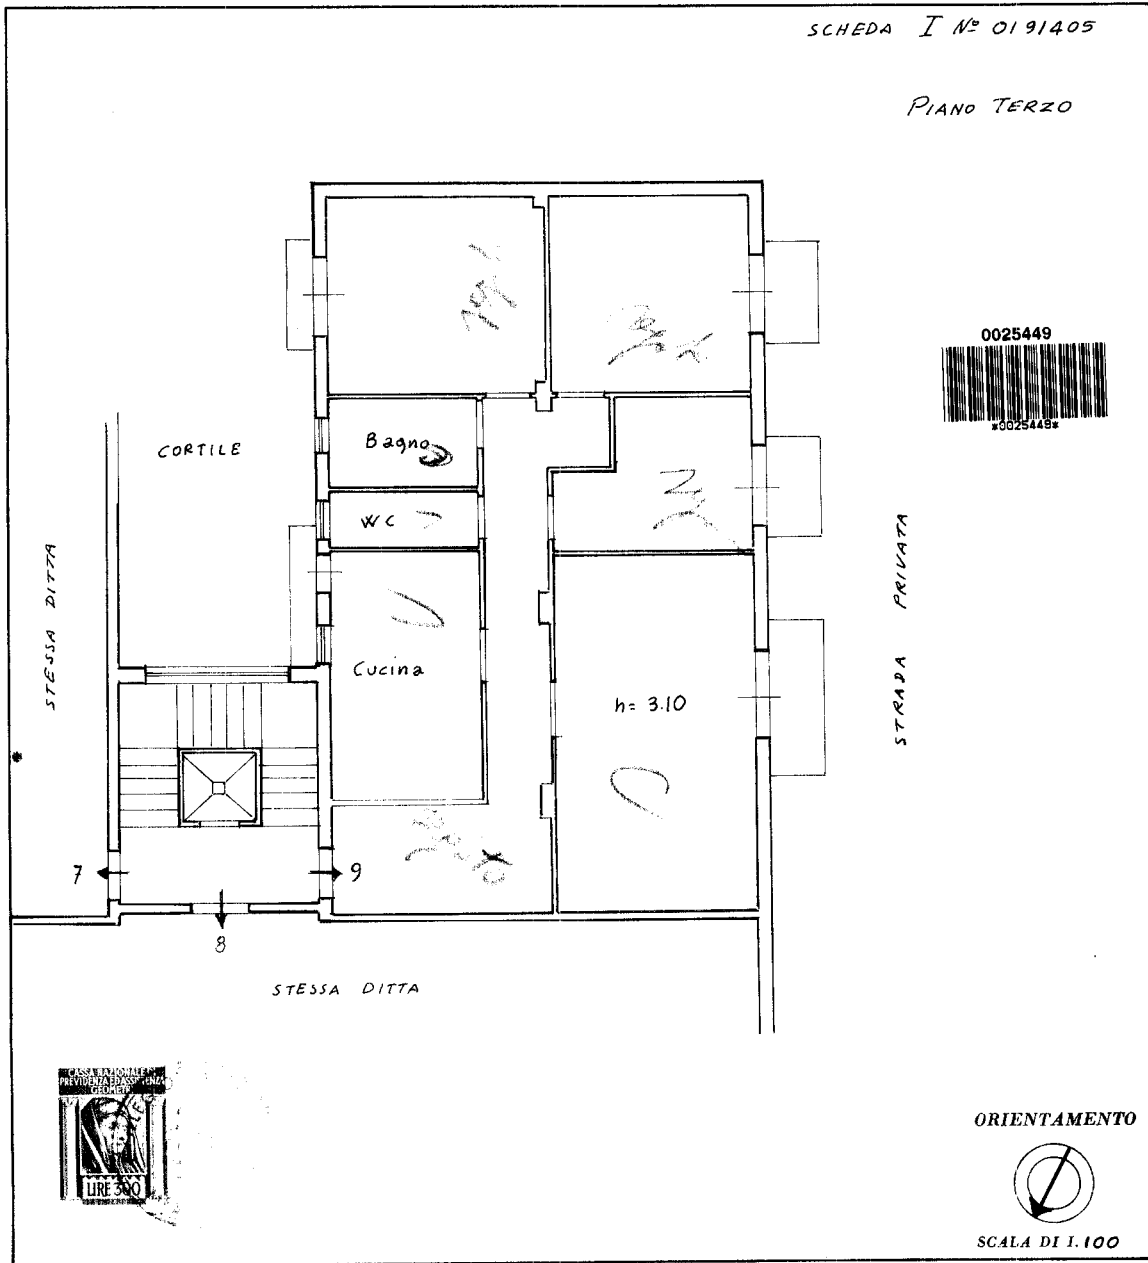 SCHEDA I Nº 0191405
PIANO TERZO
0025449
*0025449*
CORTILE
Bagno
WC
STESSA DITTA
STRADA PRIVATA
Cucina
h= 3.10
7
9
8
STESSA DITTA
CASSA NAZIONALE
PREVIDENZA ED ASSISTENZA
GEOMETRI
LIRE 300
ORIENTAMENTO
SCALA DI 1.100